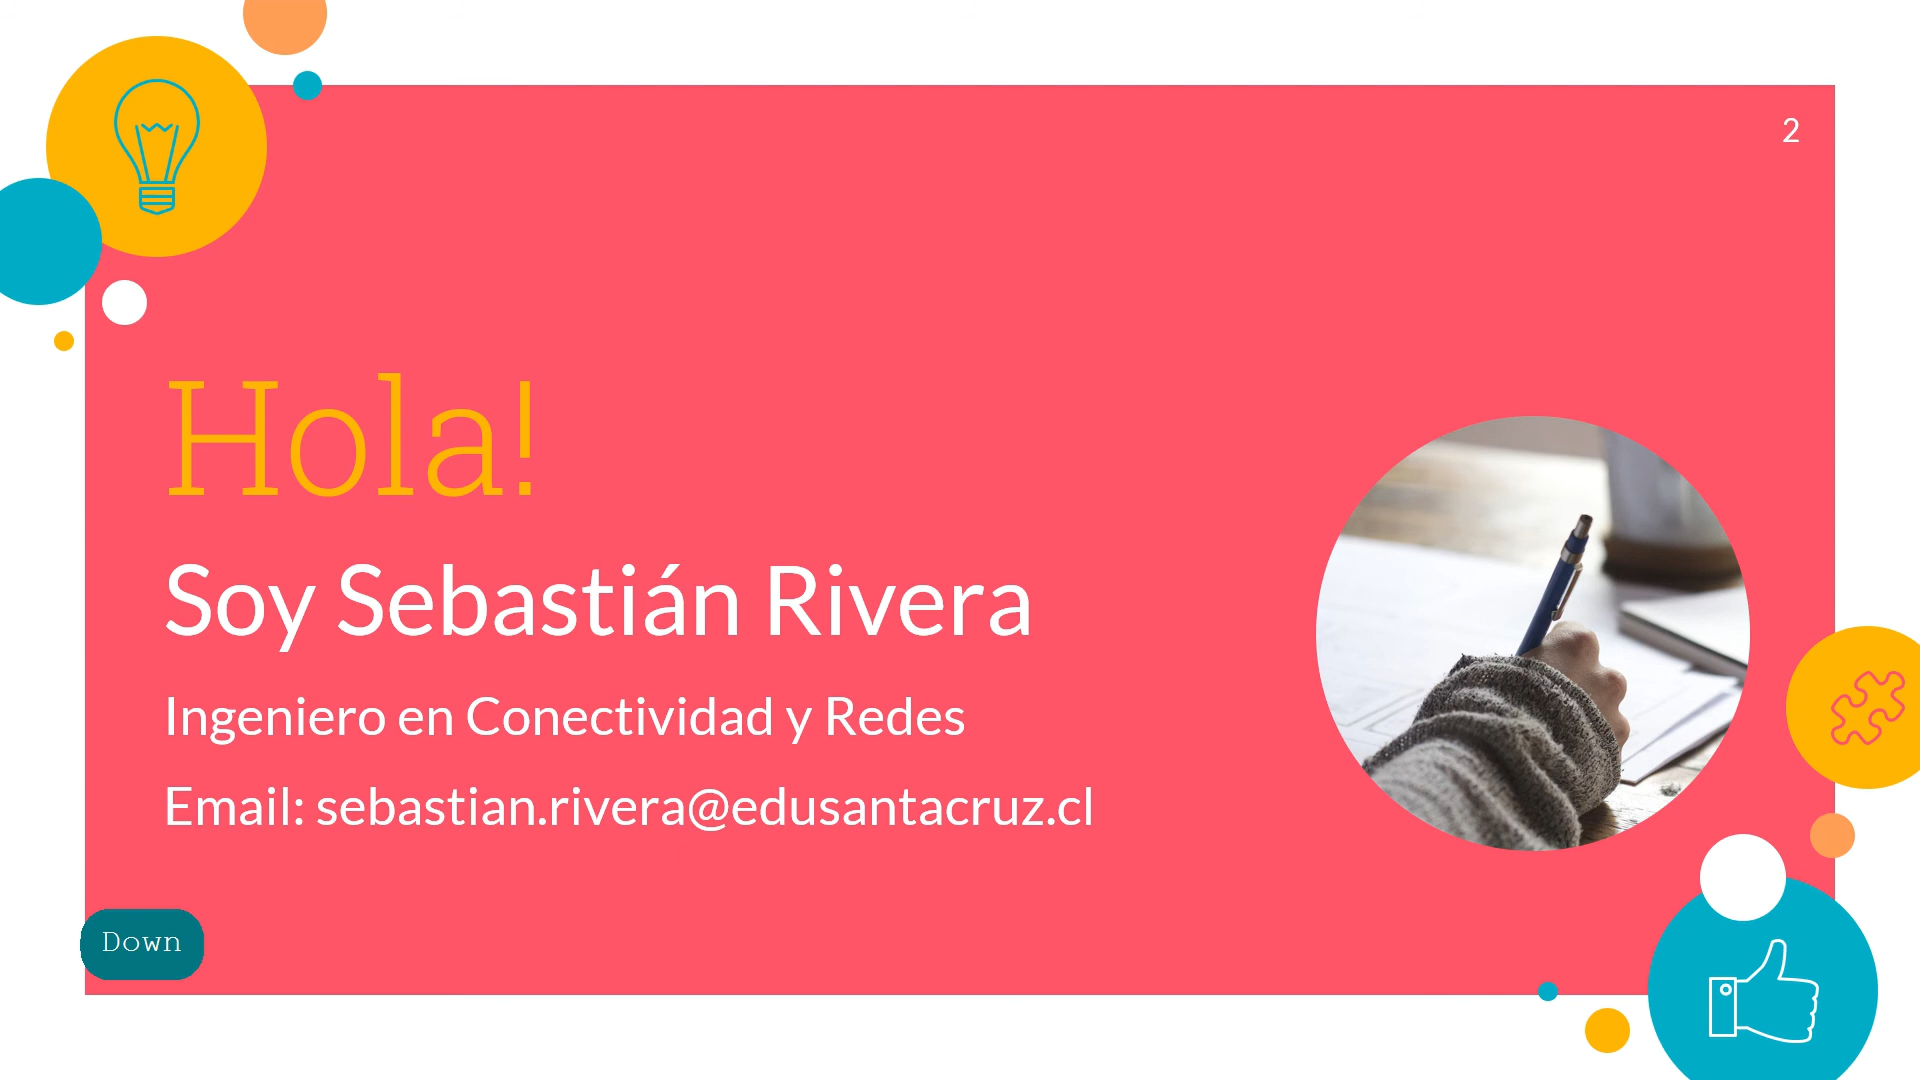 2
Hola!
Soy Sebastián Rivera
Ingeniero en Conectividad y Redes
Email: sebastian.rivera@edusantacruz.cl
Down